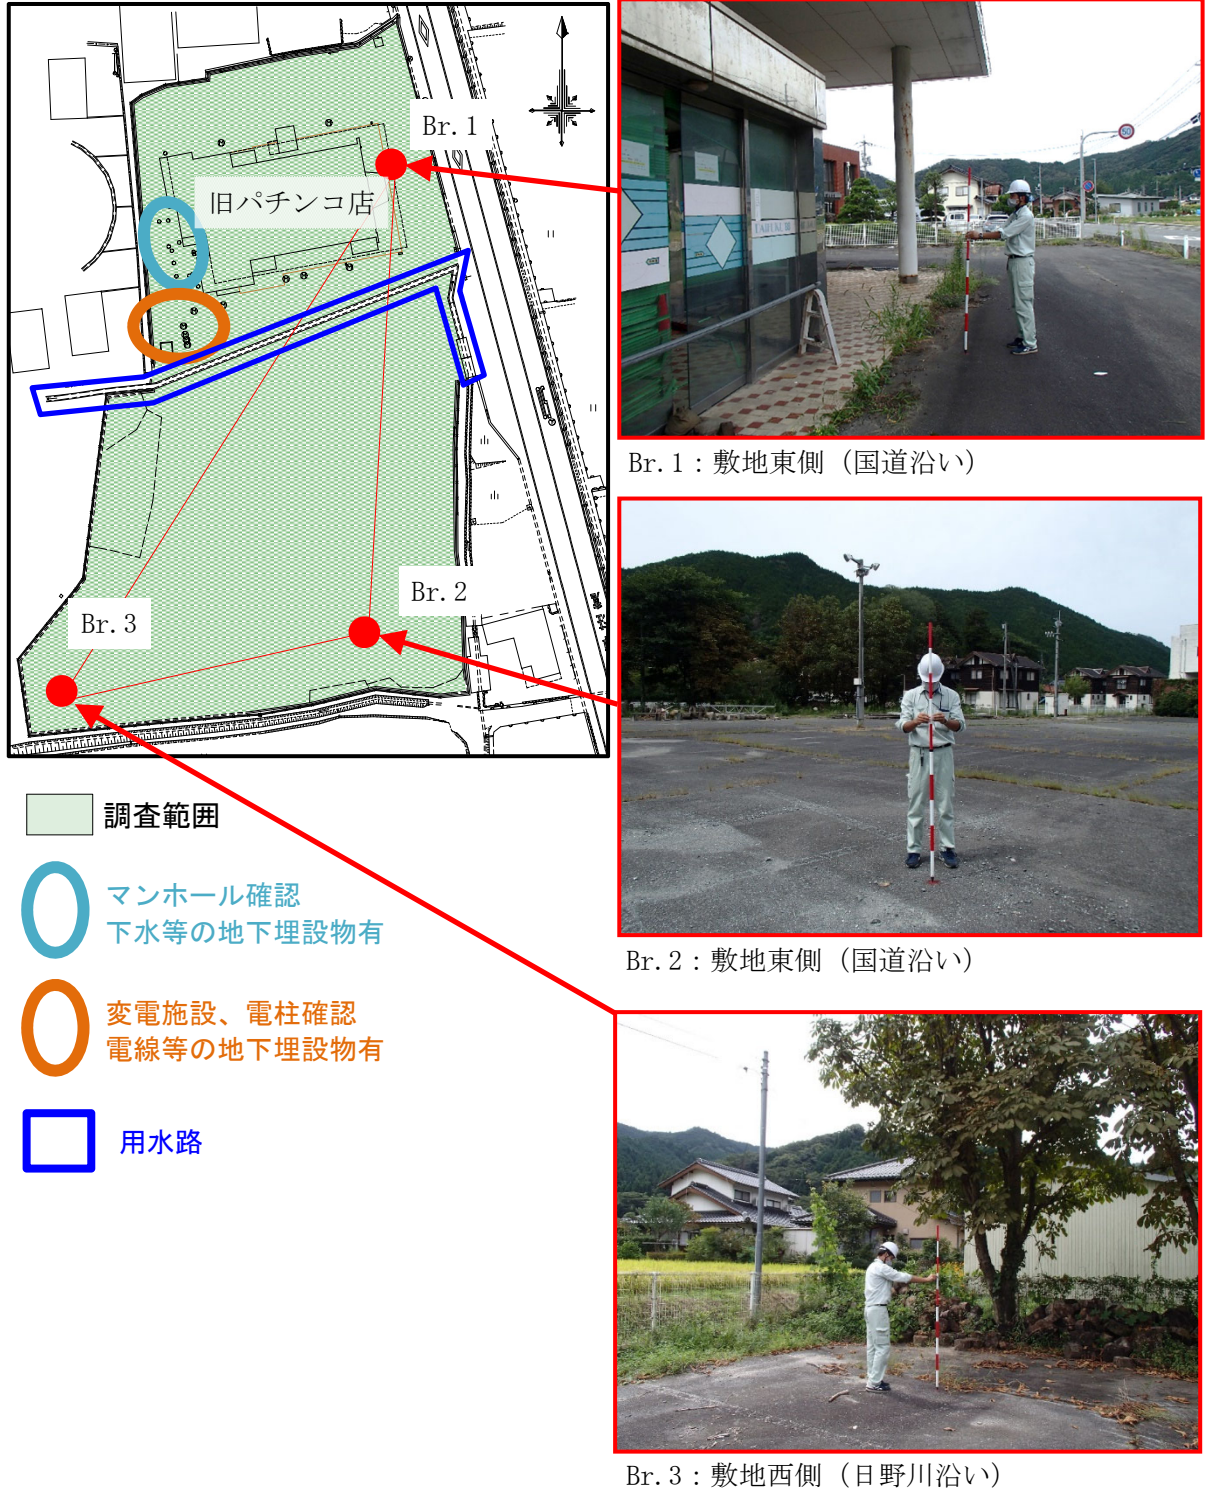 Br.1
旧パチンコ店
Br.2
Br.3
調査範囲
マンホール確認
下水等の地下埋設物有
変電施設、電柱確認
電線等の地下埋設物有
用水路
50
Br.1：敷地東側（国道沿い）
Br.2：敷地東側（国道沿い）
Br.3：敷地西側（日野川沿い）